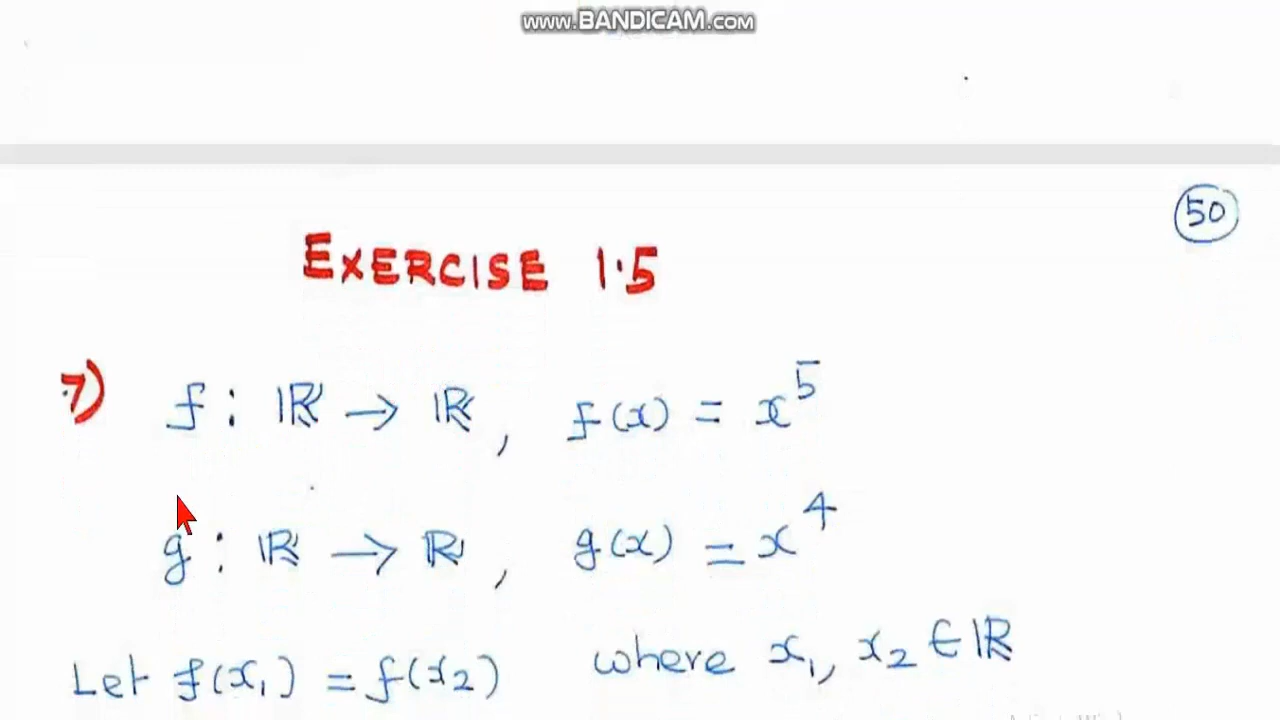 www.BANDICAM.com
50
EXERCISE 1.5
7) f : ℝ → ℝ, f(x) = x⁵
g : ℝ → ℝ, g(x) = x⁴
Let f(x₁) = f(x₂) where x₁, x₂ ∈ ℝ